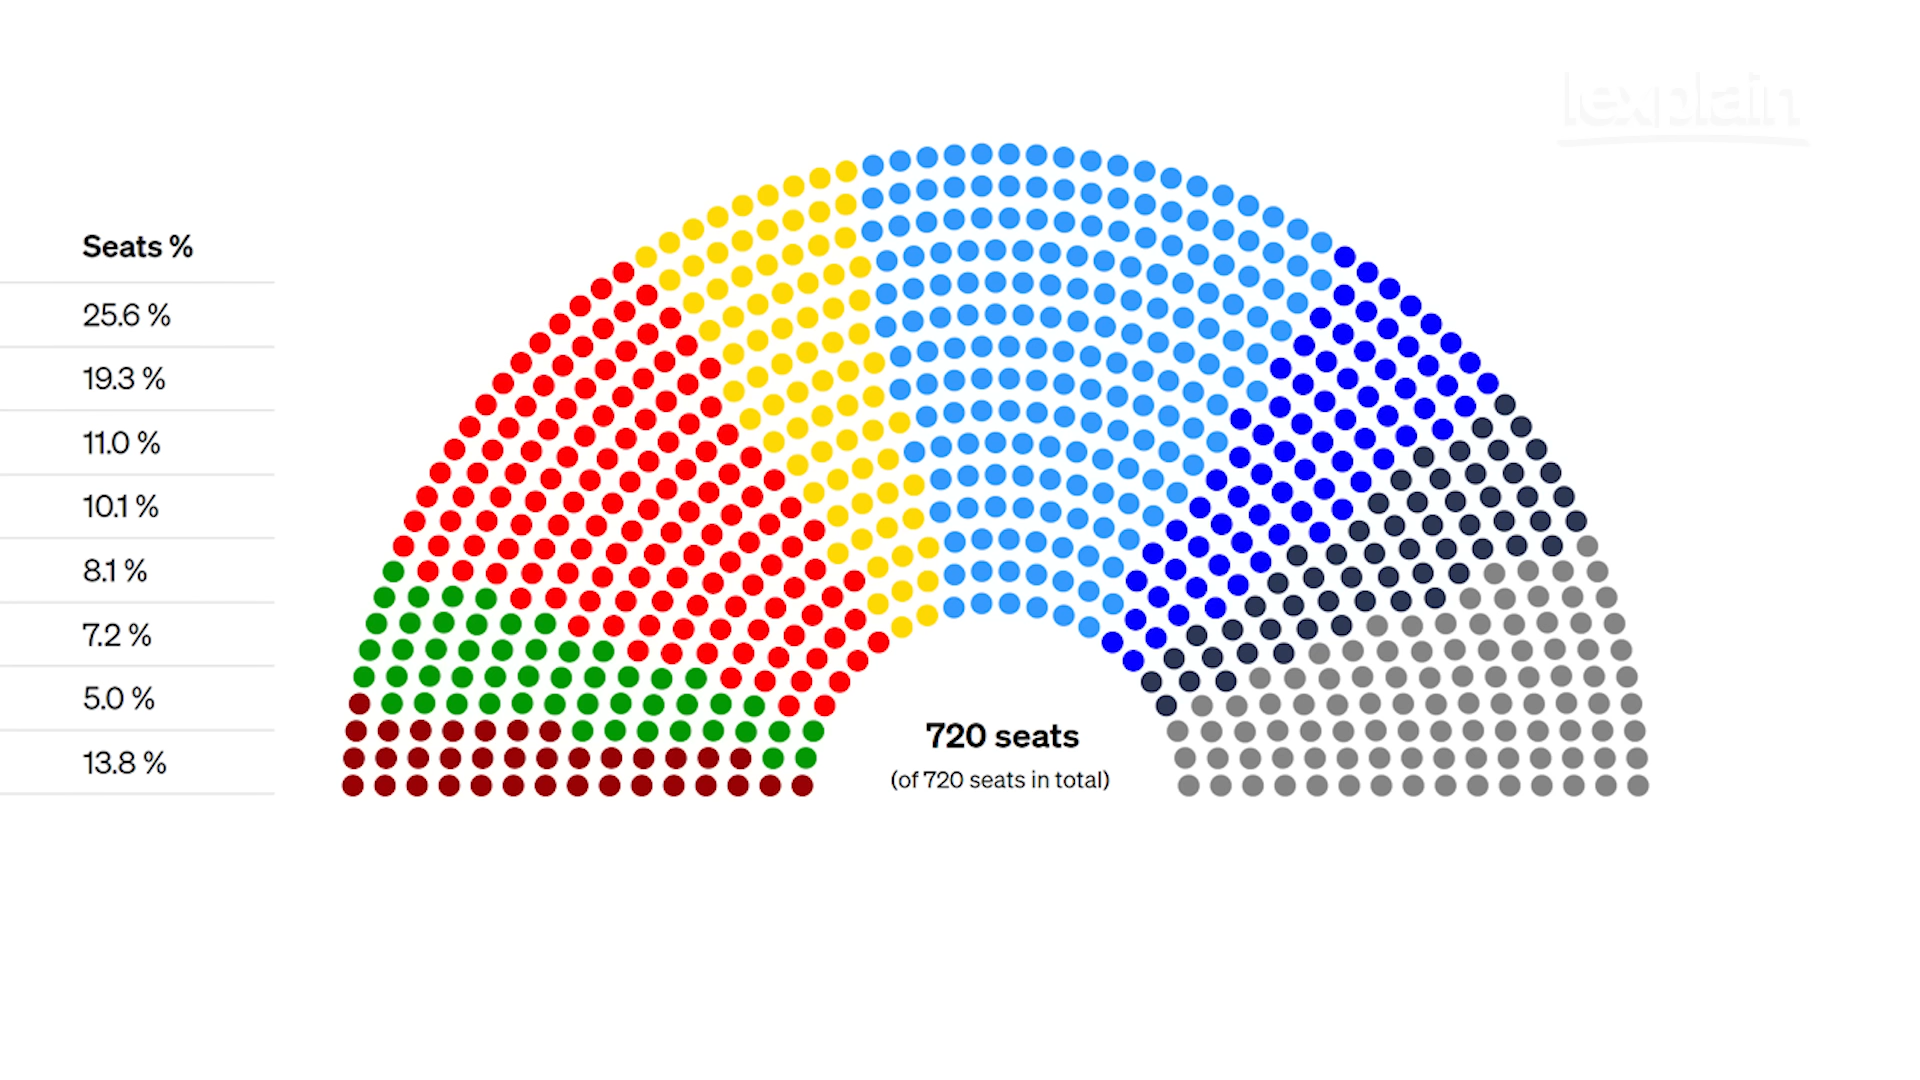 lexplain
Seats %
25.6 %
19.3 %
11.0 %
10.1 %
8.1 %
7.2 %
5.0 %
13.8 %
720 seats
(of 720 seats in total)